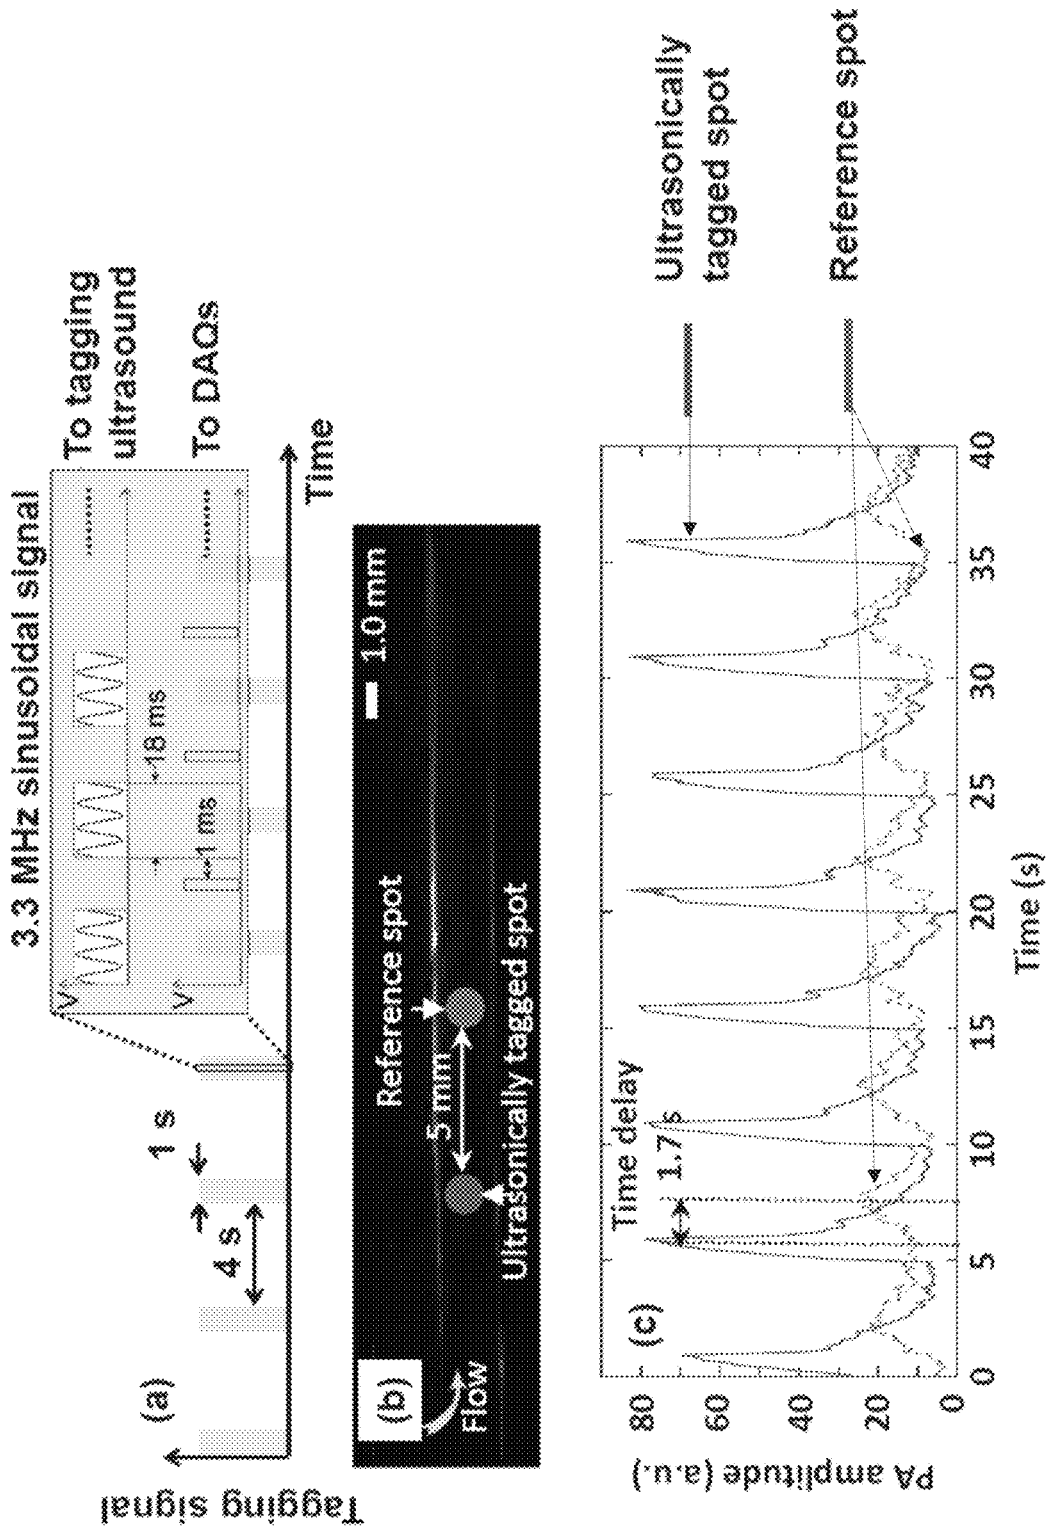 (a)
Tagging signal
4 s
1 s
3.3 MHz sinusoidal signal
V
V
18 ms
1 ms
To tagging
ultrasound
To DAQs
Time
(b)
Flow
Reference spot
5 mm
Ultrasonically tagged spot
1.0 mm
(c)
Time delay
1.7 s
PA amplitude (a.u.)
80
60
40
20
0
0
5
10
15
20
25
30
35
40
Time (s)
Ultrasonically
tagged spot
Reference spot